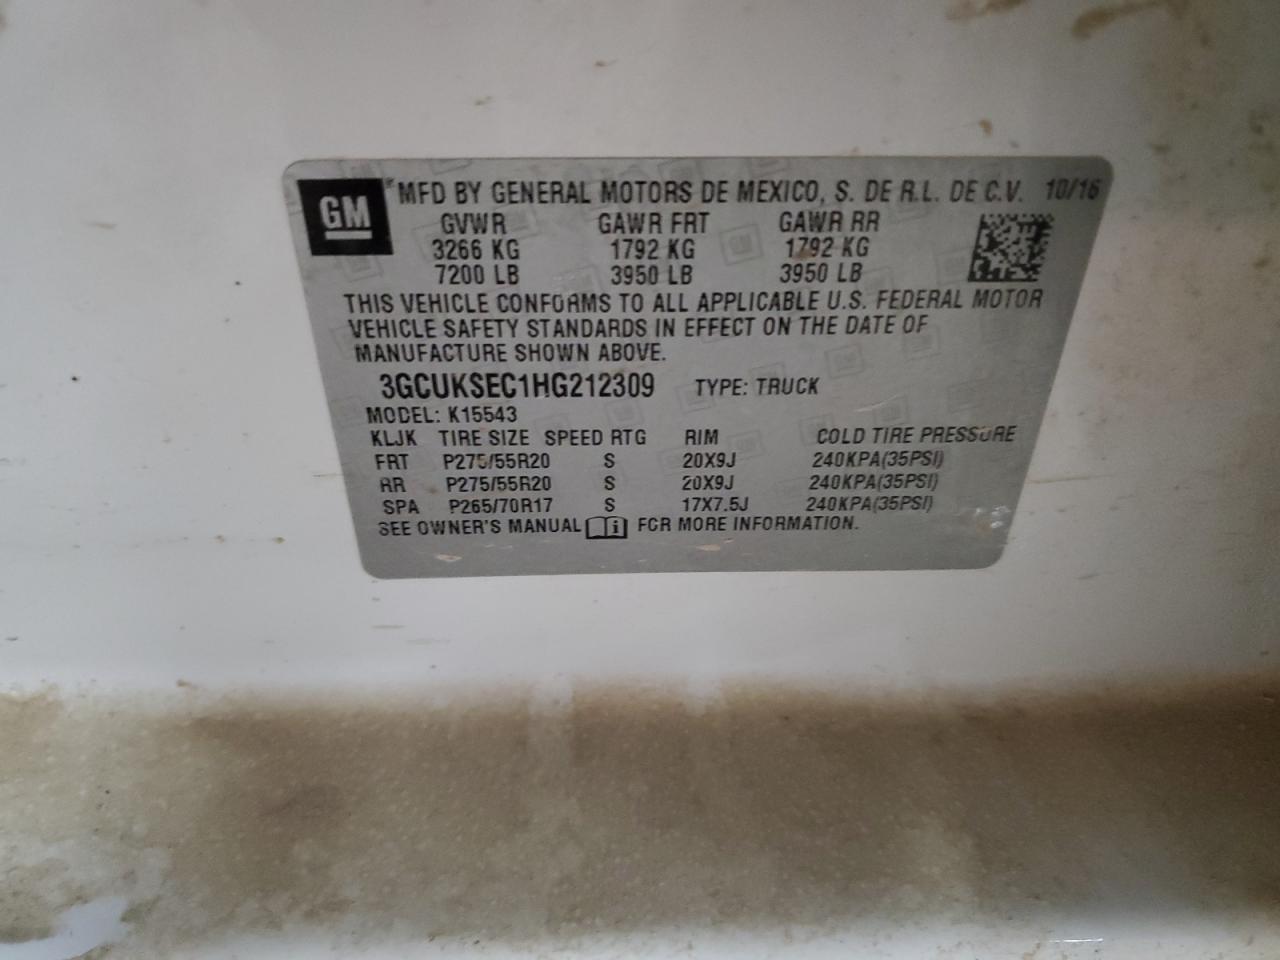 GM MFD BY GENERAL MOTORS DE MEXICO, S. DE R.L. DE C.V. 10/16
GVWR GAWR FRT GAWR RR
3266 KG 1792 KG 1792 KG
7200 LB 3950 LB 3950 LB
THIS VEHICLE CONFORMS TO ALL APPLICABLE U.S. FEDERAL MOTOR
VEHICLE SAFETY STANDARDS IN EFFECT ON THE DATE OF
MANUFACTURE SHOWN ABOVE.
3GCUKSEC1HG212309 TYPE: TRUCK
MODEL: K15543
KLJK TIRE SIZE SPEED RTG RIM COLD TIRE PRESSURE
FRT P275/55R20 S 20X9J 240KPA(35PSI)
RR P275/55R20 S 20X9J 240KPA(35PSI)
SPA P265/70R17 S 17X7.5J 240KPA(35PSI)
SEE OWNER'S MANUAL i FOR MORE INFORMATION.